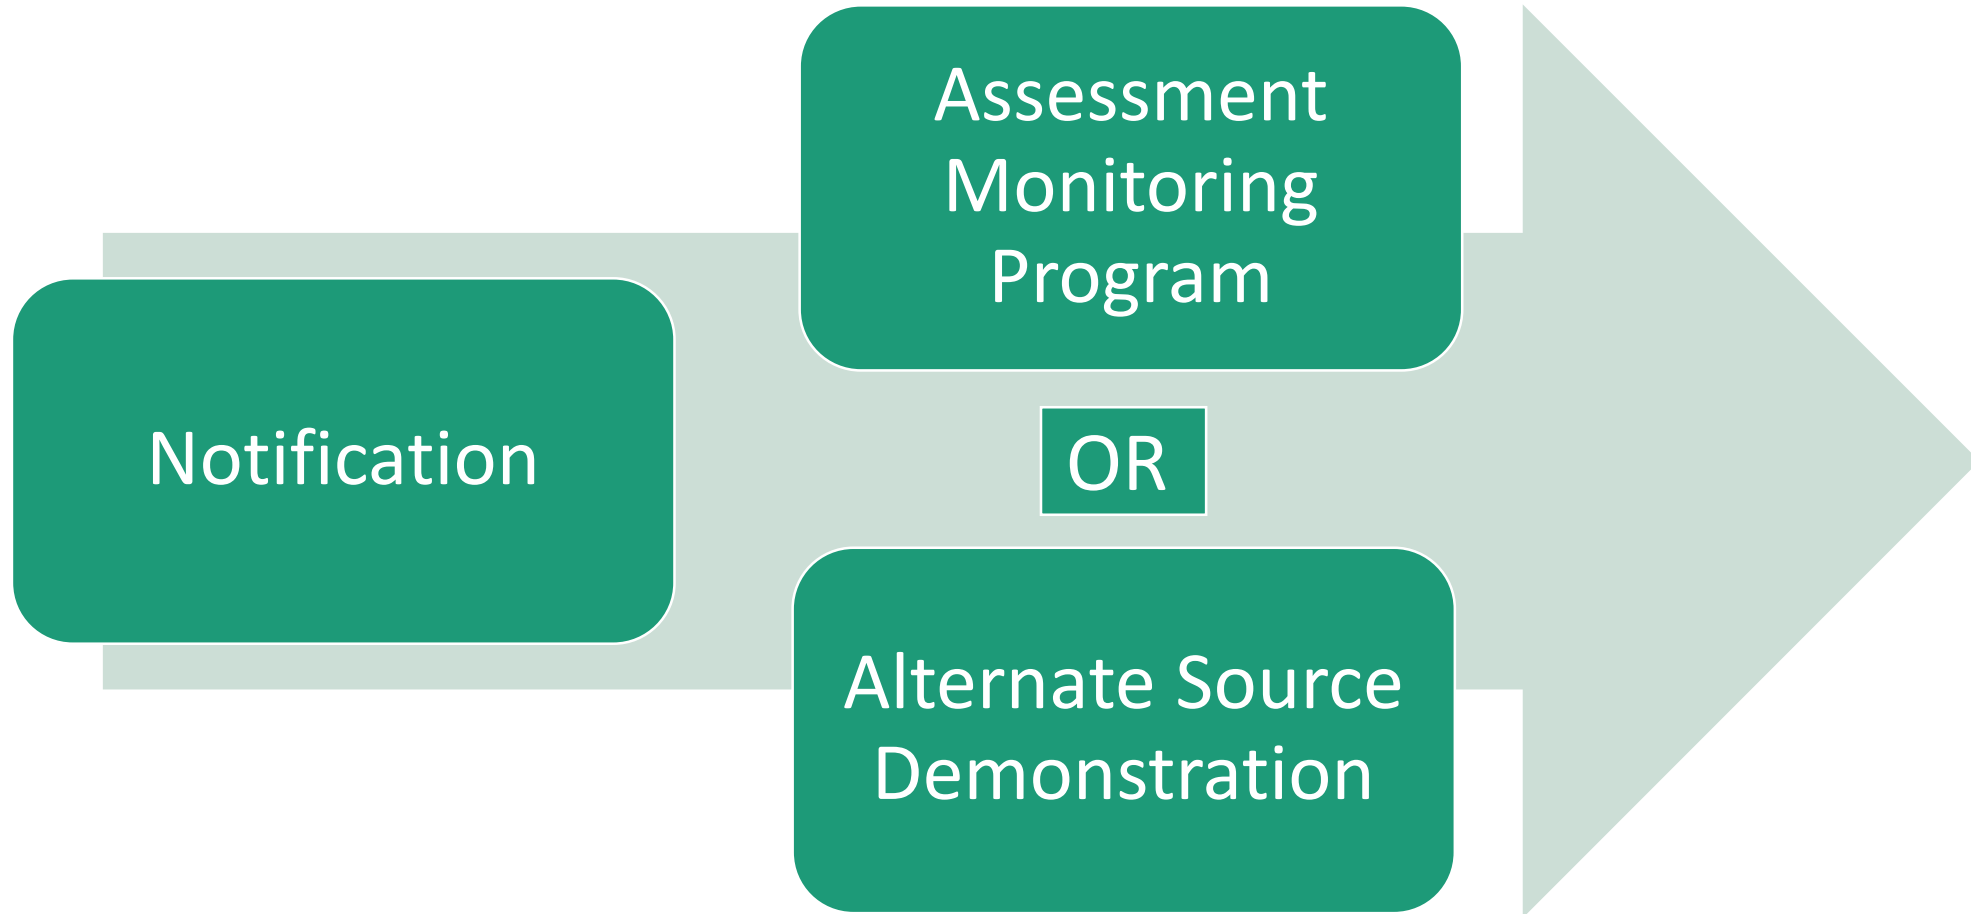 Notification
Assessment
Monitoring
Program
OR
Alternate Source
Demonstration